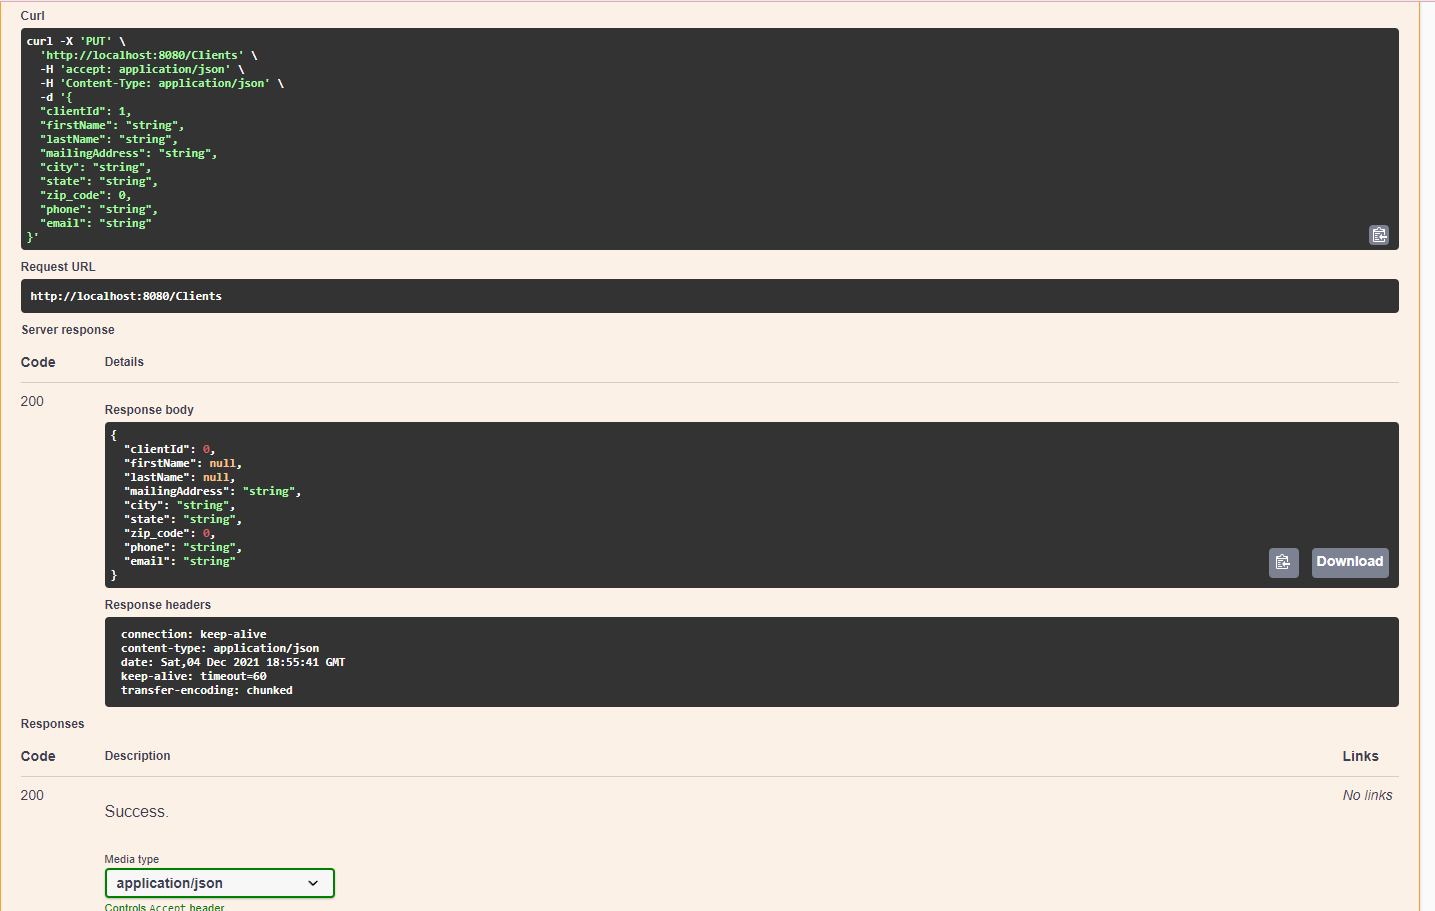 Curl
curl -X 'PUT' \
  'http://localhost:8080/Clients' \
  -H 'accept: application/json' \
  -H 'Content-Type: application/json' \
  -d '{
  "clientId": 1,
  "firstName": "string",
  "lastName": "string",
  "mailingAddress": "string",
  "city": "string",
  "state": "string",
  "zip_code": 0,
  "phone": "string",
  "email": "string"
}'
Request URL
http://localhost:8080/Clients
Server response
Code Details
200
Response body
{
  "clientId": 0,
  "firstName": null,
  "lastName": null,
  "mailingAddress": "string",
  "city": "string",
  "state": "string",
  "zip_code": 0,
  "phone": "string",
  "email": "string"
}
Download
Response headers
connection: keep-alive
content-type: application/json
date: Sat,04 Dec 2021 18:55:41 GMT
keep-alive: timeout=60
transfer-encoding: chunked
Responses
Code Description Links
200 No links
Success.
Media type
application/json
Controls Accept header